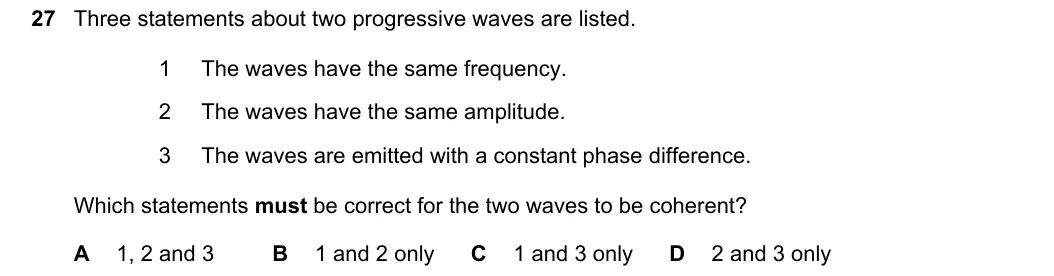 27 Three statements about two progressive waves are listed.
1 The waves have the same frequency.
2 The waves have the same amplitude.
3 The waves are emitted with a constant phase difference.
Which statements must be correct for the two waves to be coherent?
A 1, 2 and 3 B 1 and 2 only C 1 and 3 only D 2 and 3 only